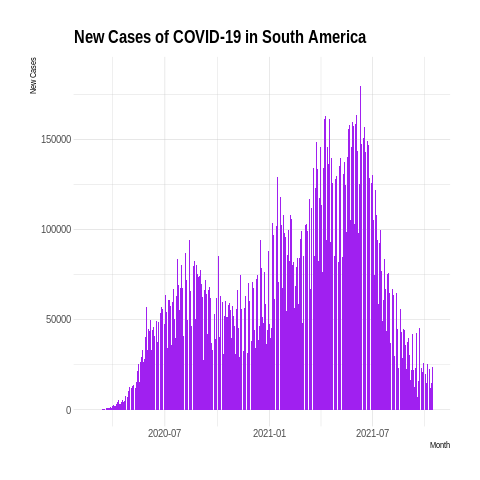 New Cases of COVID-19 in South America
New Cases
150000
100000
50000
0
2020-07 2021-01 2021-07
Month